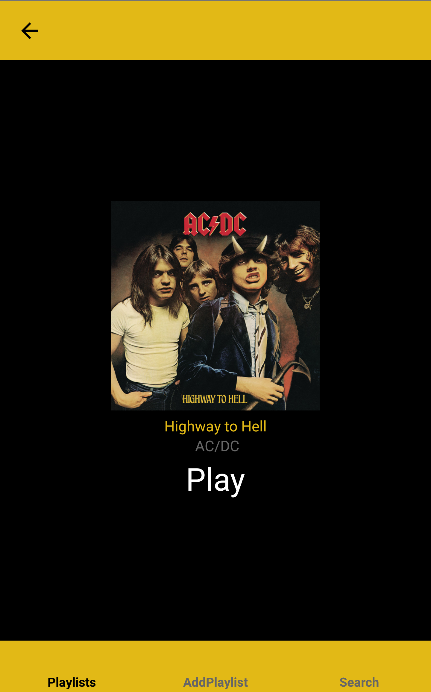 AC/DC
HIGHWAY TO HELL
Highway to Hell
AC/DC
Play
Playlists
AddPlaylist
Search